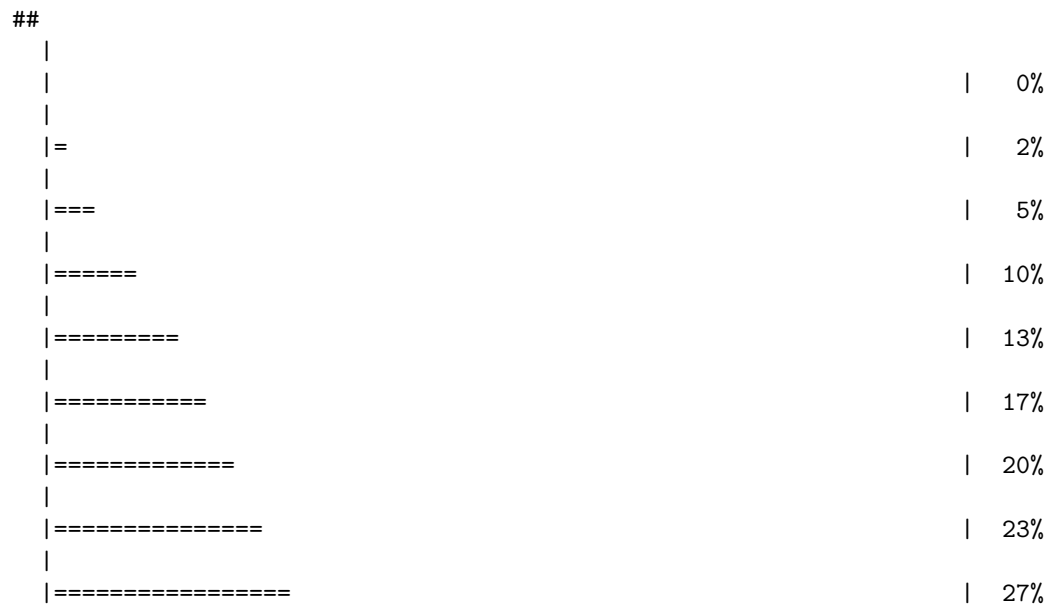 ##
  |
  |                                                                 |   0%
  |
  |=                                                                |   2%
  |
  |===                                                              |   5%
  |
  |======                                                           |  10%
  |
  |=========                                                        |  13%
  |
  |===========                                                      |  17%
  |
  |=============                                                    |  20%
  |
  |===============                                                  |  23%
  |
  |=================                                                |  27%